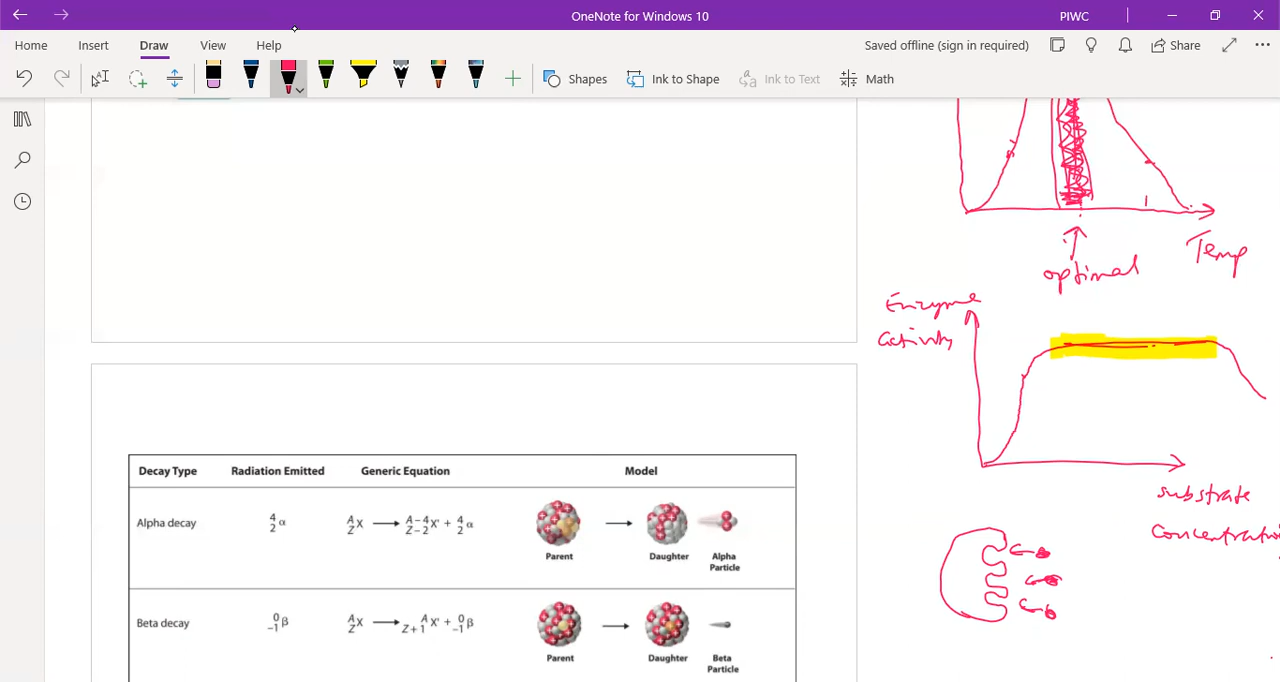 OneNote for Windows 10
PIWC
Home Insert Draw View Help
Saved offline (sign in required)
Share
Shapes
Ink to Shape
Ink to Text
Math
Temp
optimal
Enzyme
activity
substrate
concentration
Decay Type Radiation Emitted Generic Equation Model
Alpha decay
⁴₂α
ᴬ_ZX ⟶ ᴬ⁻⁴_Z₋₂X' + ⁴₂α
Parent Daughter Alpha
Particle
Beta decay
⁰₋₁β
ᴬ_ZX ⟶ ᴬ_Z₊₁X' + ⁰₋₁β
Parent Daughter Beta
Particle